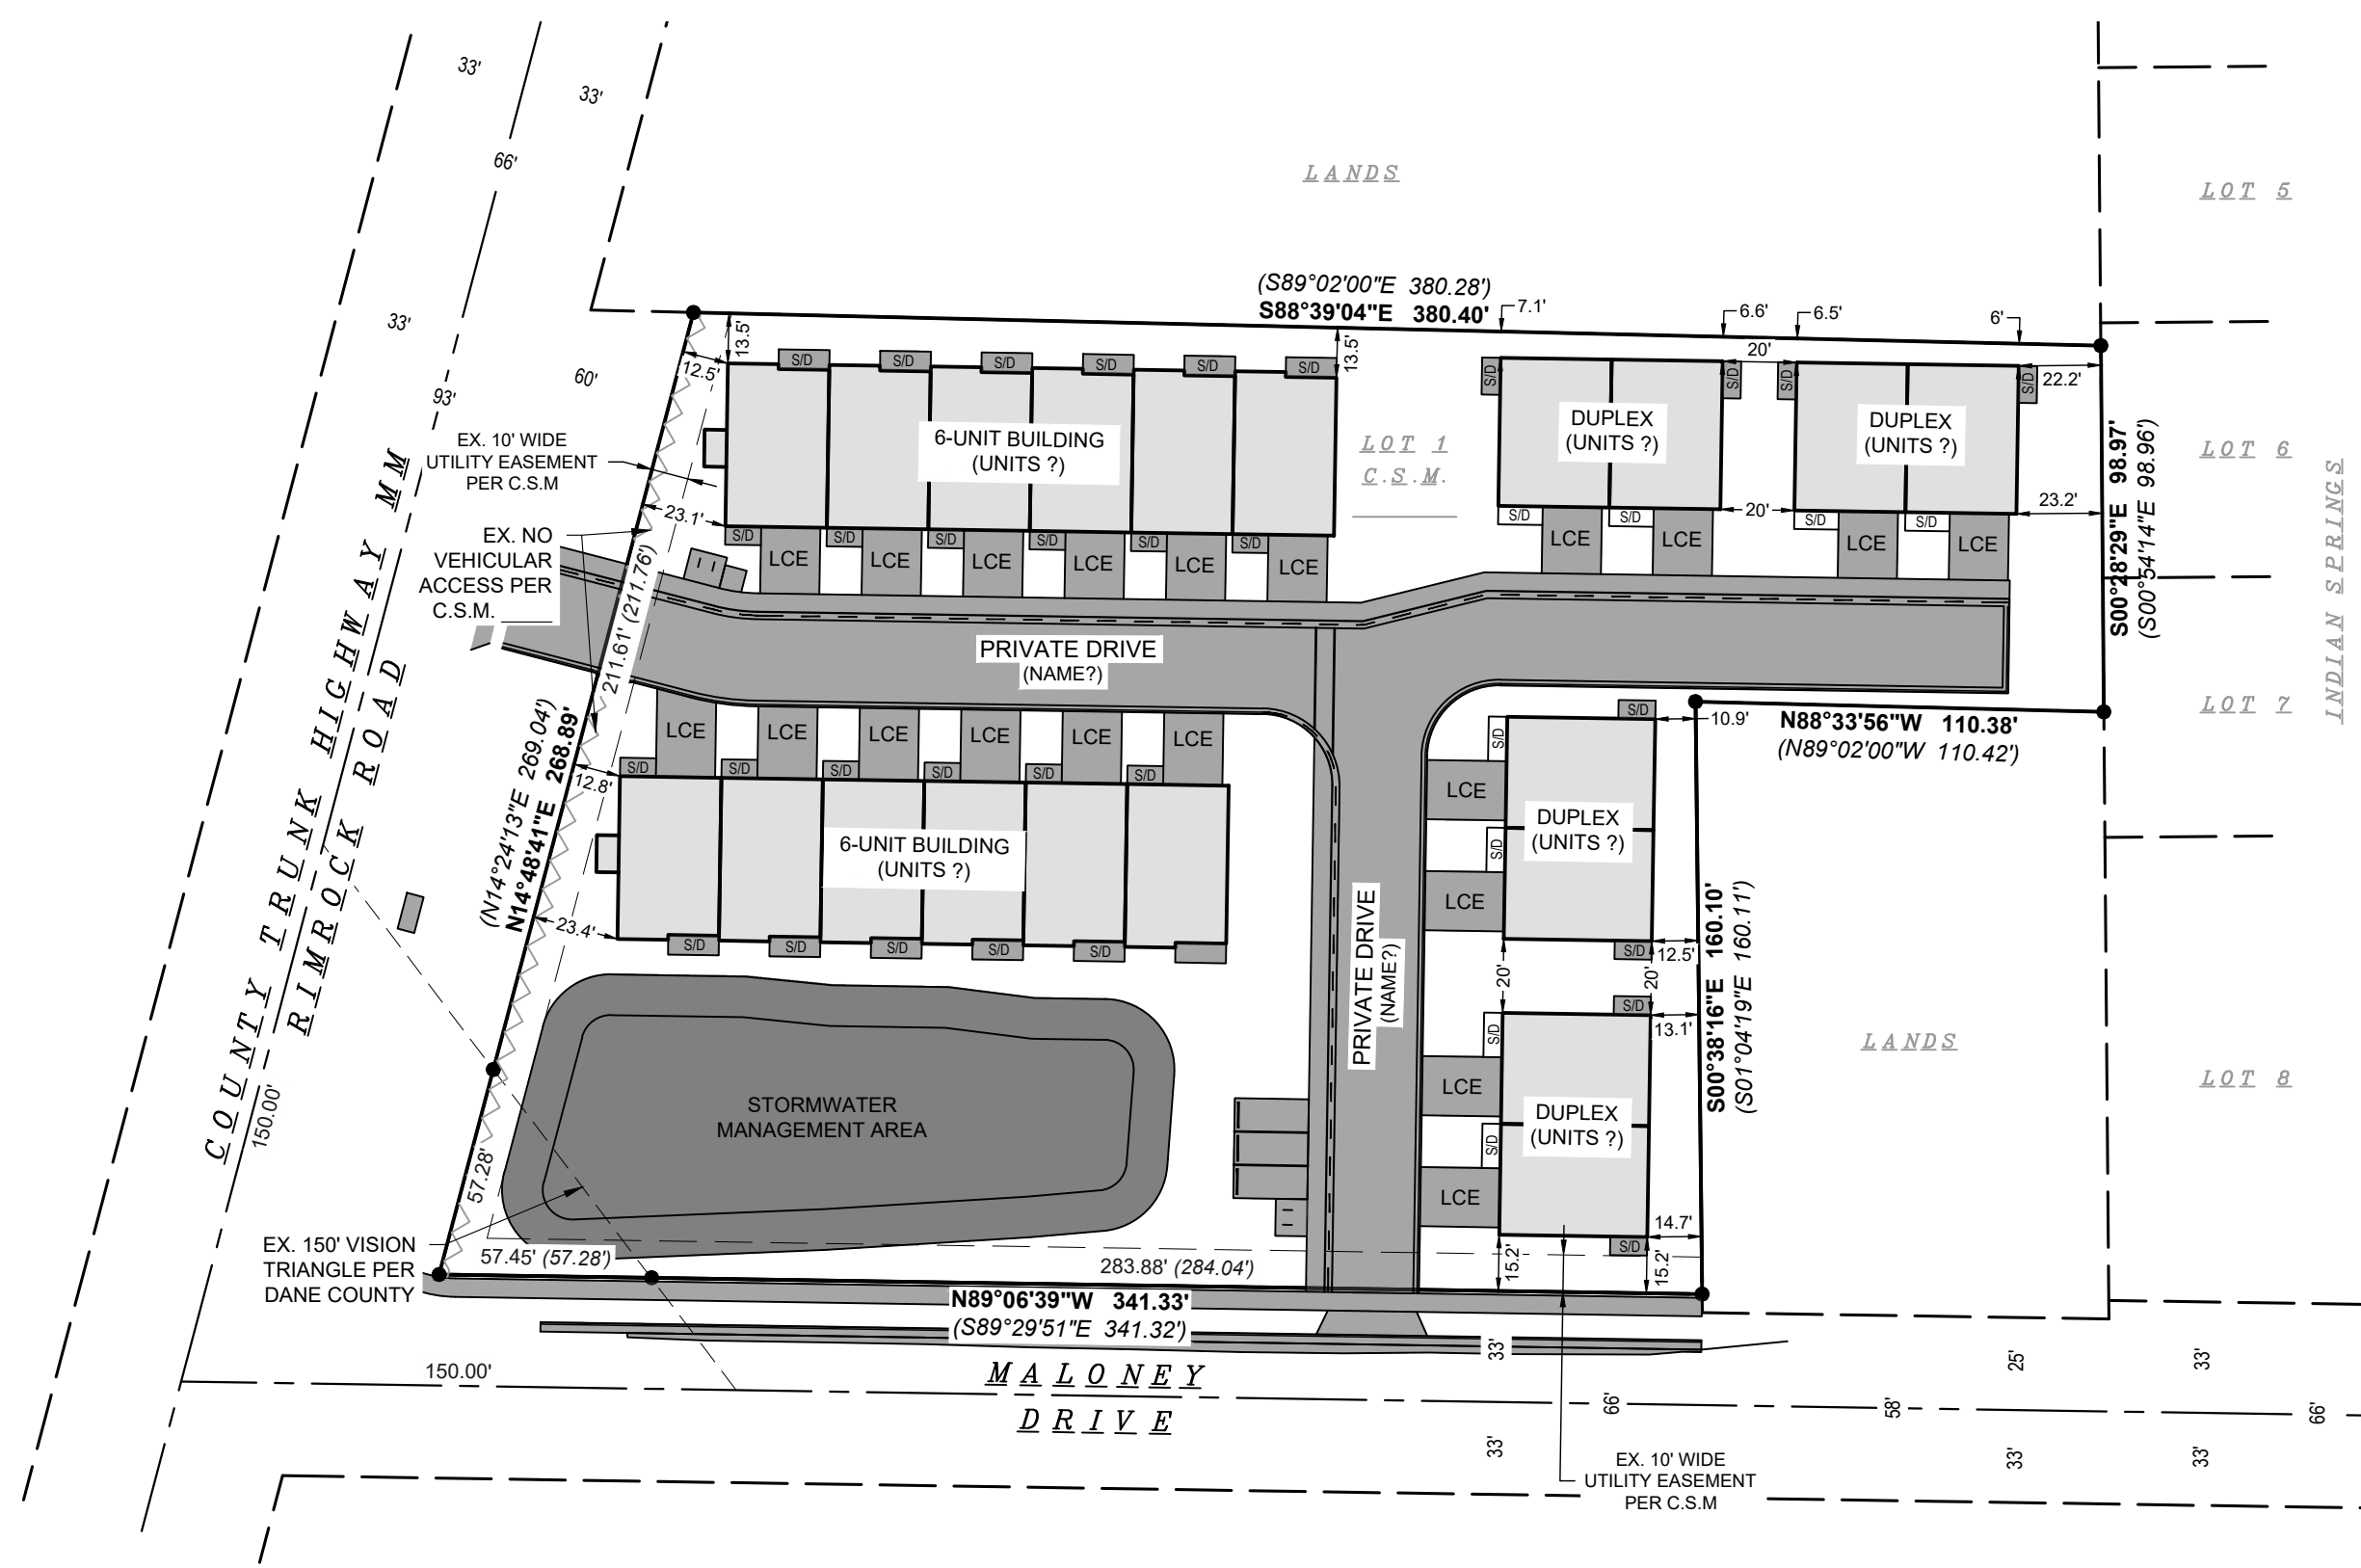 33'
33'
66'
33'
60'
93'
LANDS
LOT 5
(S89°02'00"E 380.28')
S88°39'04"E 380.40'
7.1'
6.6'
6.5'
6'
13.5'
12.5'
13.5'
20'
22.2'
S/D
S/D
S/D
S/D
S/D
S/D
S/D
S/D
S/D
S/D
6-UNIT BUILDING
(UNITS ?)
DUPLEX
(UNITS ?)
DUPLEX
(UNITS ?)
LOT 1
C.S.M.
LOT 6
EX. 10' WIDE
UTILITY EASEMENT
PER C.S.M
23.1'
20'
23.2'
S00°28'29"E 98.97'
(S00°54'14"E 98.96')
INDIAN SPRINGS
S/D
S/D
S/D
S/D
S/D
S/D
S/D
S/D
S/D
S/D
LCE
LCE
LCE
LCE
LCE
LCE
LCE
LCE
LCE
LCE
EX. NO
VEHICULAR
ACCESS PER
C.S.M.
211.61' (211.76')
PRIVATE DRIVE
(NAME?)
LOT 7
COUNTY TRUNK HIGHWAY MM
RIMROCK ROAD
(N14°24'13"E 269.04')
N14°48'41"E 268.89'
LCE
LCE
LCE
LCE
LCE
LCE
S/D
S/D
S/D
S/D
S/D
S/D
12.8'
6-UNIT BUILDING
(UNITS ?)
23.4'
S/D
S/D
S/D
S/D
S/D
S/D
10.9'
N88°33'56"W 110.38'
(N89°02'00"W 110.42')
S/D
LCE
DUPLEX
(UNITS ?)
S/D
LCE
S/D
12.5'
20'
20'
S00°38'16"E 160.10'
(S01°04'19"E 160.11')
PRIVATE DRIVE
(NAME?)
S/D
13.1'
S/D
LCE
DUPLEX
(UNITS ?)
S/D
LCE
14.7'
S/D
15.2'
15.2'
LANDS
LOT 8
STORMWATER
MANAGEMENT AREA
150.00'
57.28'
EX. 150' VISION
TRIANGLE PER
DANE COUNTY
57.45' (57.28')
283.88' (284.04')
N89°06'39"W 341.33'
(S89°29'51"E 341.32')
150.00'
MALONEY
DRIVE
33'
66'
33'
58'
25'
33'
33'
66'
33'
EX. 10' WIDE
UTILITY EASEMENT
PER C.S.M